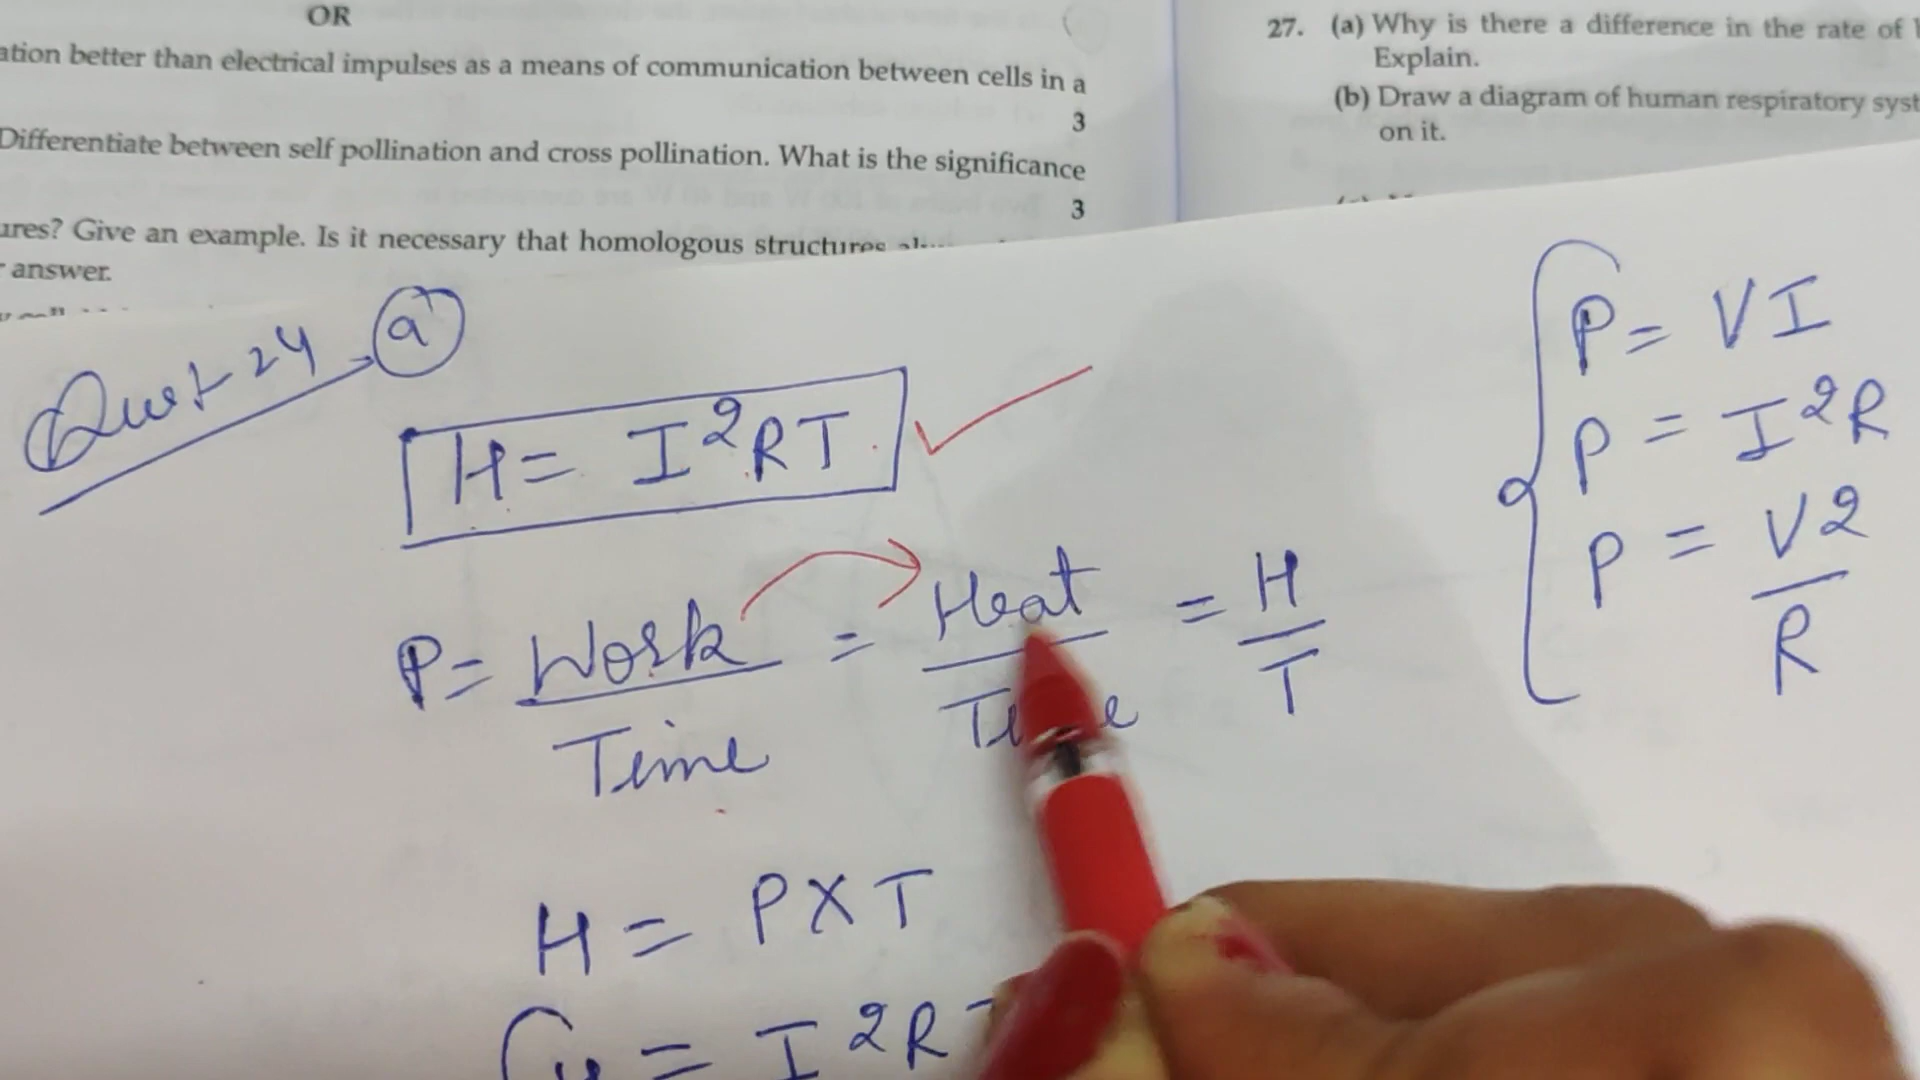 OR
ation better than electrical impulses as a means of communication between cells in a
3
Differentiate between self pollination and cross pollination. What is the significance
3
ures? Give an example. Is it necessary that homologous structures
answer.
27. (a) Why is there a difference in the rate of
Explain.
(b) Draw a diagram of human respiratory syst
on it.
Quest 24 a
H = I²RT
P = Work/Time = Heat/Time = H/T
H = P X T
H = I²R
P = VI
P = I²R
P = V²/R